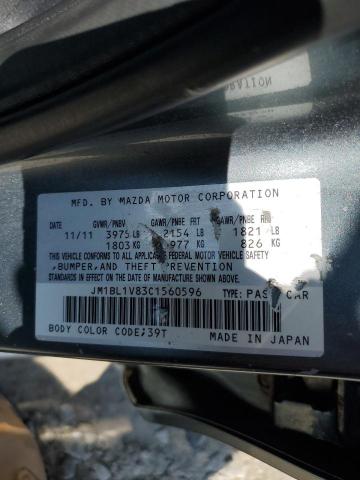 MFD. BY MAZDA MOTOR CORPORATION
DATE GVWR/PNBV GAWR/PNBE FRT GAWR/PNBE RR
11/11 3975 LB 2154 LB 1821 LB
1803 KG 977 KG 826 KG
THIS VEHICLE CONFORMS TO ALL APPLICABLE FEDERAL MOTOR VEHICLE SAFETY
,BUMPER,AND THEFT PREVENTION
STANDARDS IN EFFECT ON THE DATE OF MANUFACTURE SHOWN ABOVE.
JM1BL1V83C1560596 TYPE: PAS. CAR
BODY COLOR CODE;39T MADE IN JAPAN